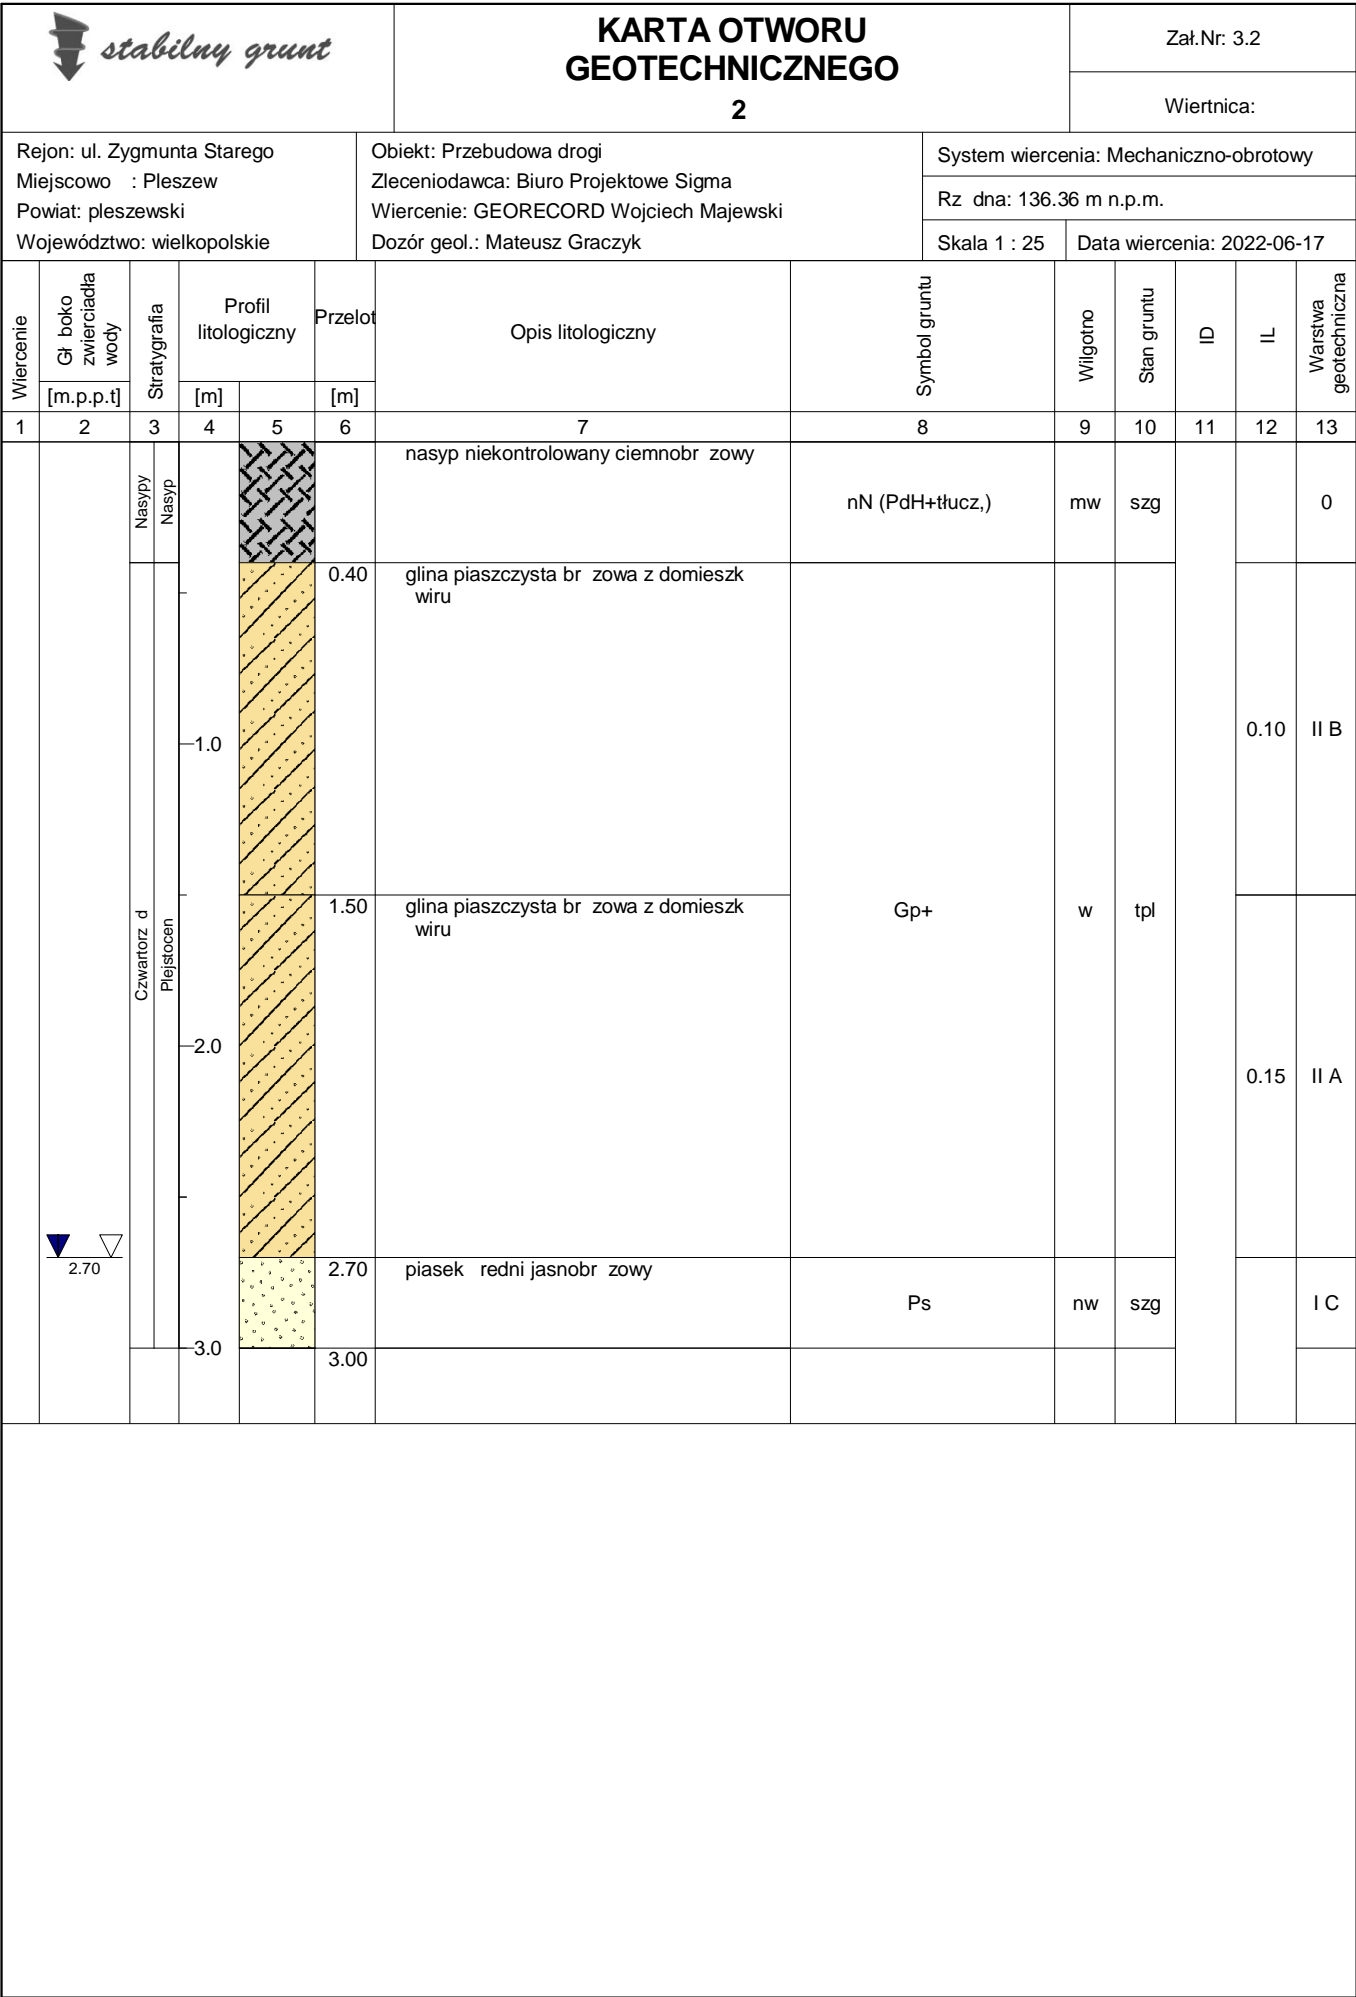 stabilny grunt
KARTA OTWORU
GEOTECHNICZNEGO
2
Zał.Nr: 3.2
Wiertnica:
Rejon: ul. Zygmunta Starego
Miejscowo : Pleszew
Powiat: pleszewski
Województwo: wielkopolskie
Obiekt: Przebudowa drogi
Zleceniodawca: Biuro Projektowe Sigma
Wiercenie: GEORECORD Wojciech Majewski
Dozór geol.: Mateusz Graczyk
System wiercenia: Mechaniczno-obrotowy
Rz dna: 136.36 m n.p.m.
Skala 1 : 25
Data wiercenia: 2022-06-17
Wiercenie
Gł boko
zwierciadła
wody
[m.p.p.t]
Stratygrafia
Profil
litologiczny
[m]
Przelot
[m]
Opis litologiczny
Symbol gruntu
Wilgotno
Stan gruntu
ID
IL
Warstwa
geotechniczna
1 2 3 4 5 6 7 8 9 10 11 12 13
Nasypy
Nasyp
nasyp niekontrolowany ciemnobr zowy
nN (PdH+tłucz,)
mw
szg
0
0.40
glina piaszczysta br zowa z domieszk
wiru
1.0
0.10
II B
1.50
glina piaszczysta br zowa z domieszk
wiru
Gp+
w
tpl
Czwartorz d
Plejstocen
2.0
0.15
II A
2.70
2.70
piasek redni jasnobr zowy
Ps
nw
szg
I C
3.0
3.00